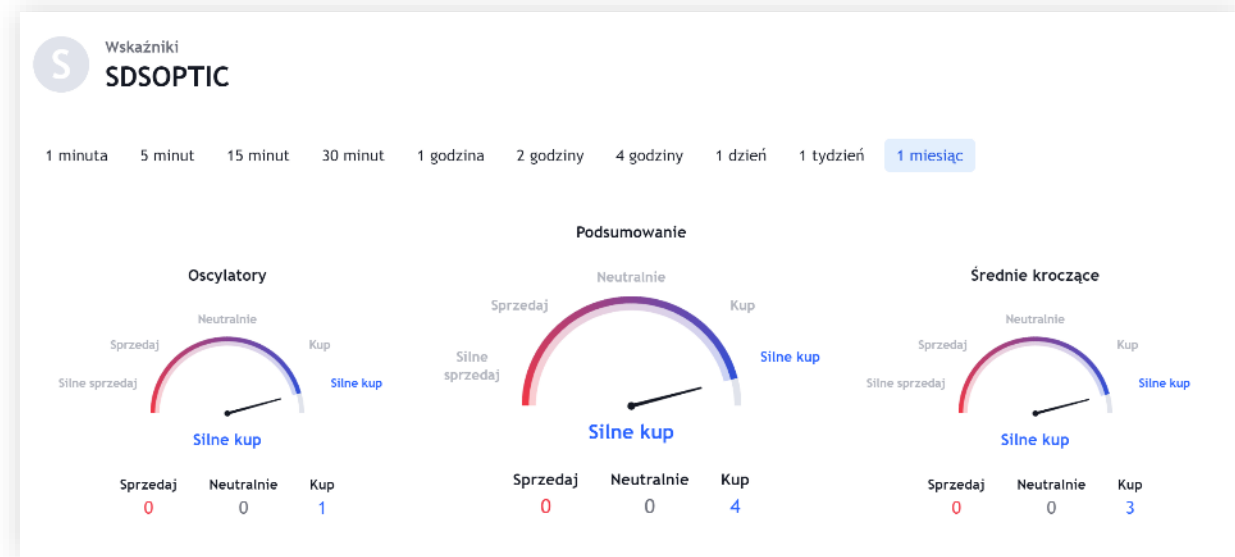 S
Wskaźniki
SDSOPTIC
1 minuta 5 minut 15 minut 30 minut 1 godzina 2 godziny 4 godziny 1 dzień 1 tydzień 1 miesiąc
Podsumowanie
Oscylatory
Neutralnie
Sprzedaj
Kup
Silne sprzedaj
Silne kup
Silne kup
Sprzedaj Neutralnie Kup
0 0 1
Neutralnie
Sprzedaj
Kup
Silne
sprzedaj
Silne kup
Silne kup
Sprzedaj Neutralnie Kup
0 0 4
Średnie kroczące
Neutralnie
Sprzedaj
Kup
Silne sprzedaj
Silne kup
Silne kup
Sprzedaj Neutralnie Kup
0 0 3